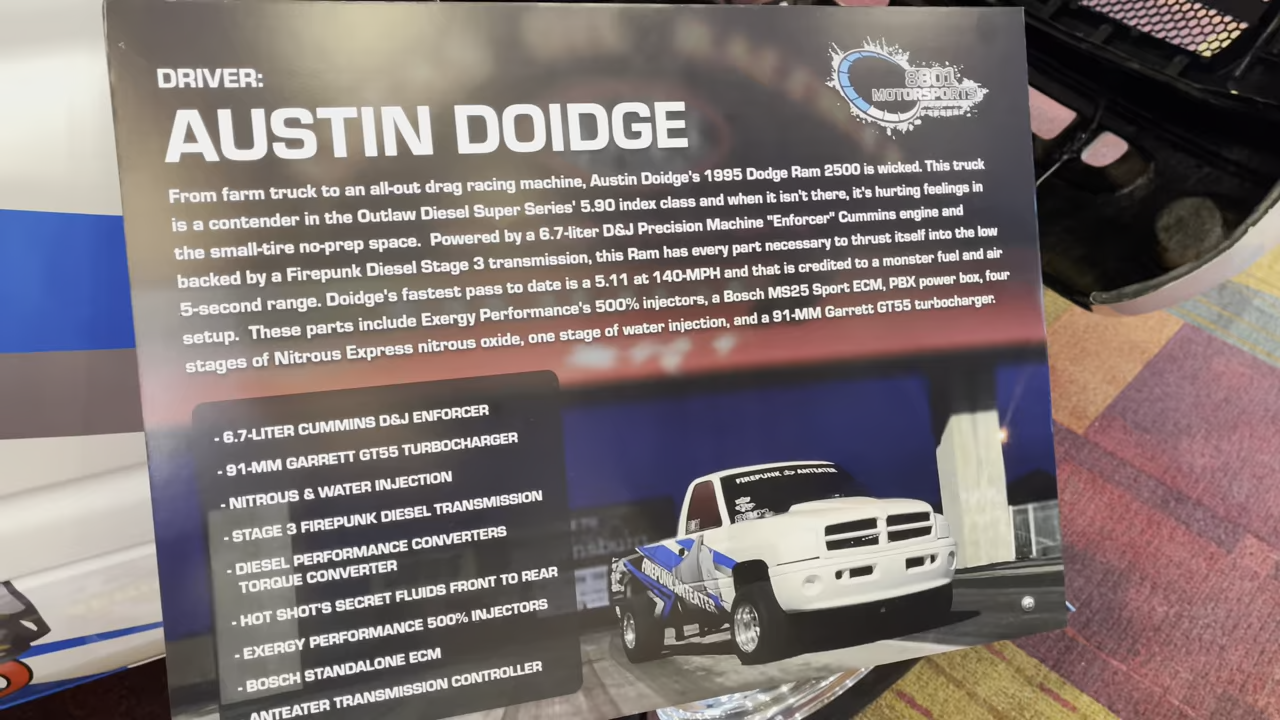 DRIVER:
8801
MOTORSPORTS
AUSTIN DOIDGE
From farm truck to an all-out drag racing machine, Austin Doidge's 1995 Dodge Ram 2500 is wicked. This truck
is a contender in the Outlaw Diesel Super Series' 5.90 index class and when it isn't there, it's hurting feelings in
the small-tire no-prep space. Powered by a 6.7-liter D&J Precision Machine "Enforcer" Cummins engine and
backed by a Firepunk Diesel Stage 3 transmission, this Ram has every part necessary to thrust itself into the low
5-second range. Doidge's fastest pass to date is a 5.11 at 140-MPH and that is credited to a monster fuel and air
setup. These parts include Exergy Performance's 500% injectors, a Bosch MS25 Sport ECM, PBX power box, four
stages of Nitrous Express nitrous oxide, one stage of water injection, and a 91-MM Garrett GT55 turbocharger.
- 6.7-LITER CUMMINS D&J ENFORCER
- 91-MM GARRETT GT55 TURBOCHARGER
- NITROUS & WATER INJECTION
- STAGE 3 FIREPUNK DIESEL TRANSMISSION
- DIESEL PERFORMANCE CONVERTERS
TORQUE CONVERTER
- HOT SHOT'S SECRET FLUIDS FRONT TO REAR
- EXERGY PERFORMANCE 500% INJECTORS
- BOSCH STANDALONE ECM
ANTEATER TRANSMISSION CONTROLLER
FIREPUNK ANTEATER
FIREPUNK ANTEATER